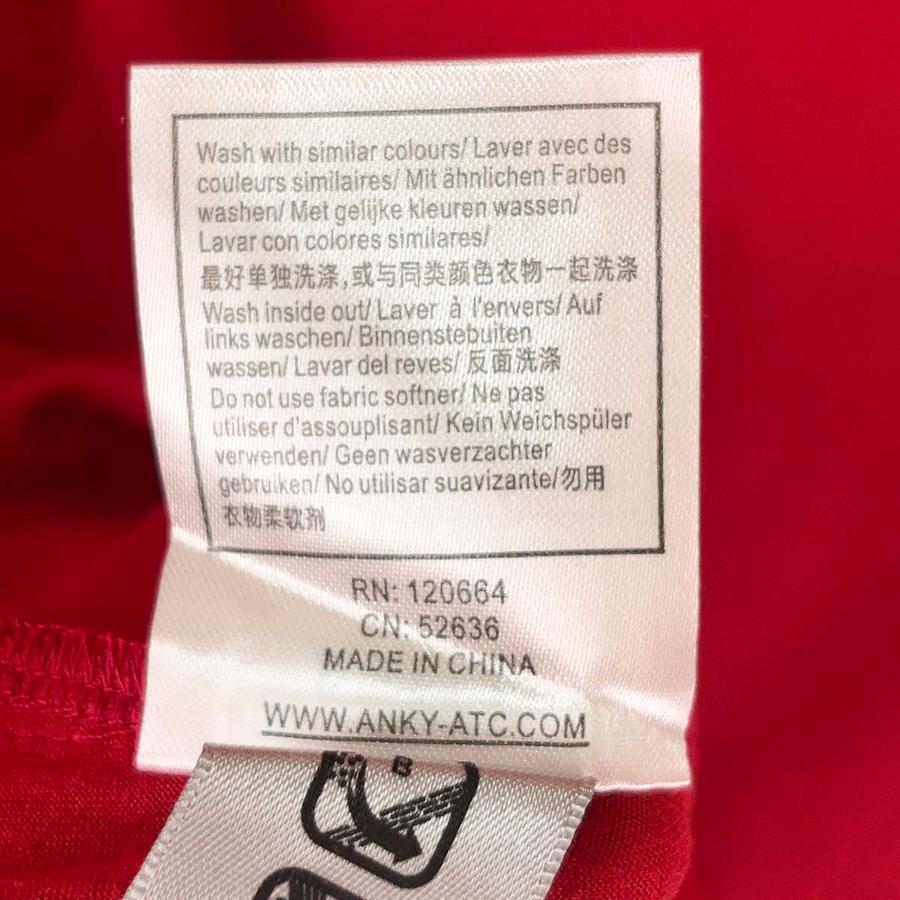 Wash with similar colours/ Laver avec des
couleurs similaires/ Mit ähnlichen Farben
washen/ Met gelijke kleuren wassen/
Lavar con colores similares/
最好单独洗涤,或与同类颜色衣物一起洗涤
Wash inside out/ Laver à l'envers/ Auf
links waschen/ Binnenstebuiten
wassen/ Lavar del reves/ 反面洗涤
Do not use fabric softner/ Ne pas
utiliser d'assouplisant/ Kein Weichspüler
verwenden/ Geen wasverzachter
gebruiken/ No utilisar suavizante/勿用
衣物柔软剂
RN: 120664
CN: 52636
MADE IN CHINA
WWW.ANKY-ATC.COM
B